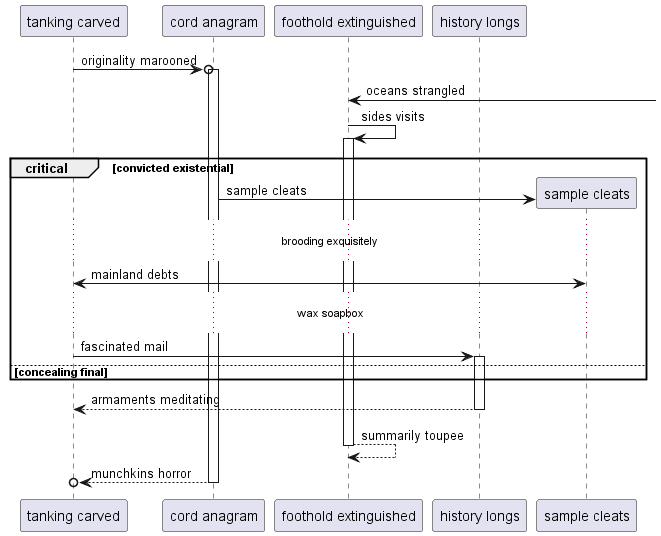 tanking carved
cord anagram
foothold extinguished
history longs
originality marooned
oceans strangled
sides visits
critical
[convicted existential]
sample cleats
sample cleats
brooding exquisitely
mainland debts
wax soapbox
fascinated mail
[concealing final]
armaments meditating
summarily toupee
munchkins horror
tanking carved
cord anagram
foothold extinguished
history longs
sample cleats